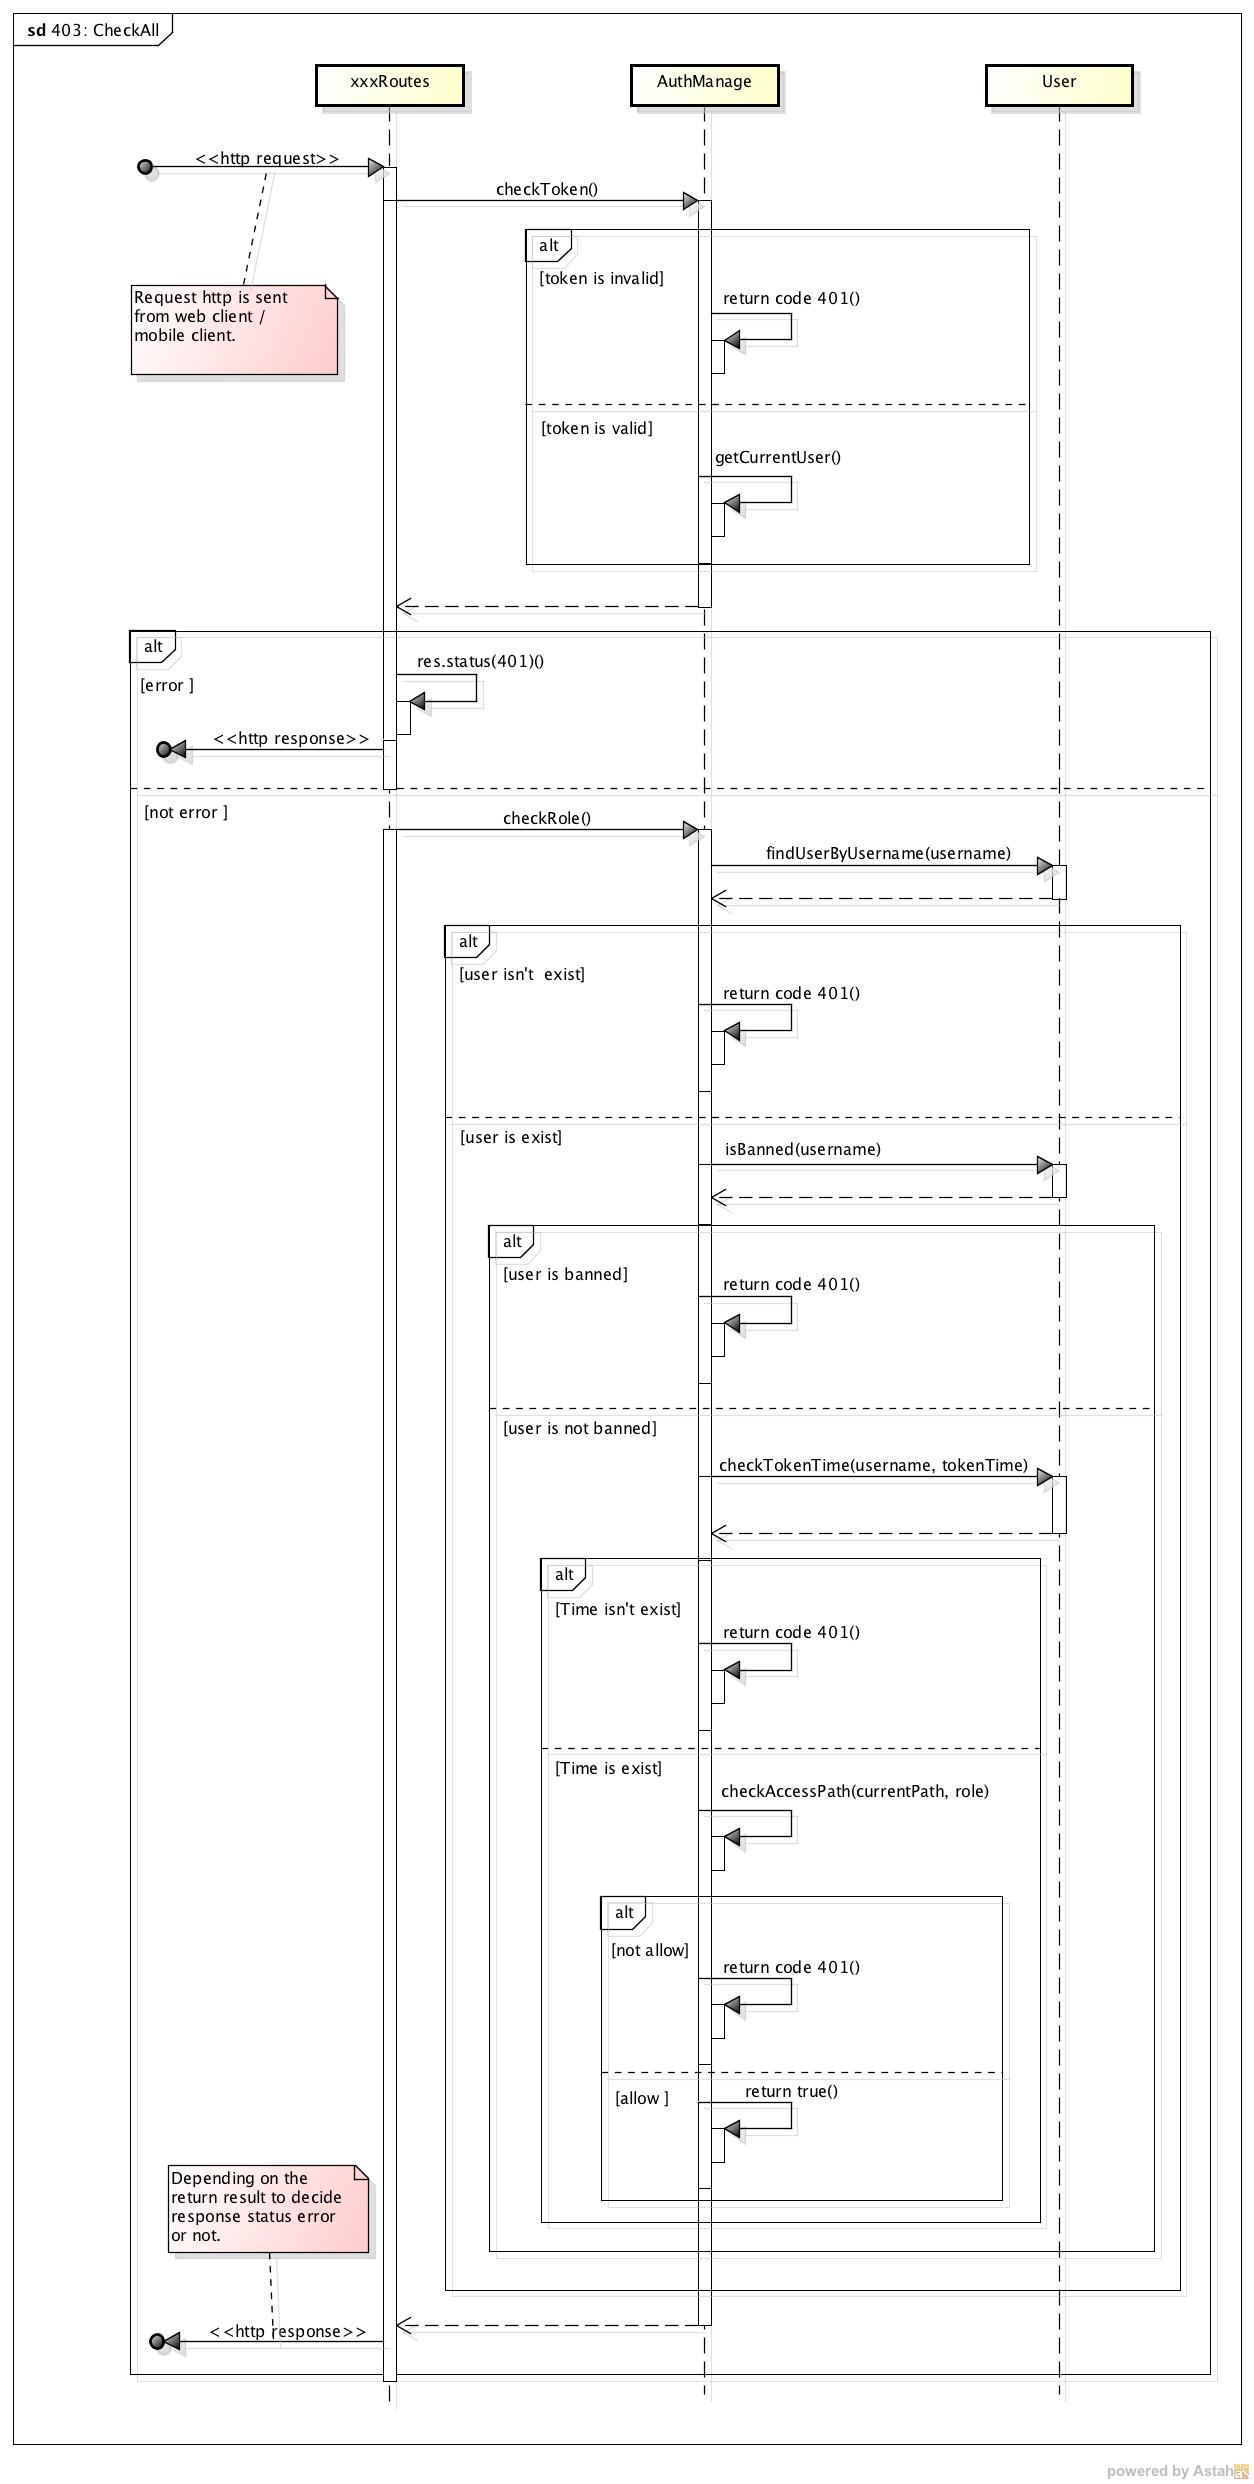 sd 403: CheckAll
xxxRoutes
AuthManage
User
<<http request>>
checkToken()
alt
[token is invalid]
Request http is sent
from web client /
mobile client.
return code 401()
[token is valid]
getCurrentUser()
alt
res.status(401)()
[error ]
<<http response>>
[not error ]
checkRole()
findUserByUsername(username)
alt
[user isn't  exist]
return code 401()
[user is exist]
isBanned(username)
alt
[user is banned]
return code 401()
[user is not banned]
checkTokenTime(username, tokenTime)
alt
[Time isn't exist]
return code 401()
[Time is exist]
checkAccessPath(currentPath, role)
alt
[not allow]
return code 401()
[allow ]
return true()
Depending on the
return result to decide
response status error
or not.
<<http response>>
powered by Astah